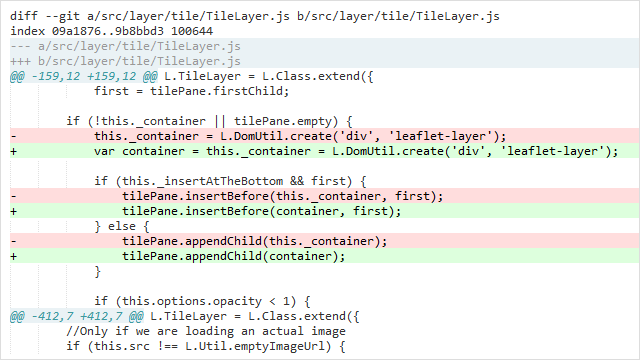 diff --git a/src/layer/tile/TileLayer.js b/src/layer/tile/TileLayer.js
index 09a1876..9b8bbd3 100644
--- a/src/layer/tile/TileLayer.js
+++ b/src/layer/tile/TileLayer.js
@@ -159,12 +159,12 @@ L.TileLayer = L.Class.extend({
            first = tilePane.firstChild;

        if (!this._container || tilePane.empty) {
-           this._container = L.DomUtil.create('div', 'leaflet-layer');
+           var container = this._container = L.DomUtil.create('div', 'leaflet-layer');

            if (this._insertAtTheBottom && first) {
-               tilePane.insertBefore(this._container, first);
+               tilePane.insertBefore(container, first);
            } else {
-               tilePane.appendChild(this._container);
+               tilePane.appendChild(container);
            }

            if (this.options.opacity < 1) {
@@ -412,7 +412,7 @@ L.TileLayer = L.Class.extend({
        //Only if we are loading an actual image
        if (this.src !== L.Util.emptyImageUrl) {